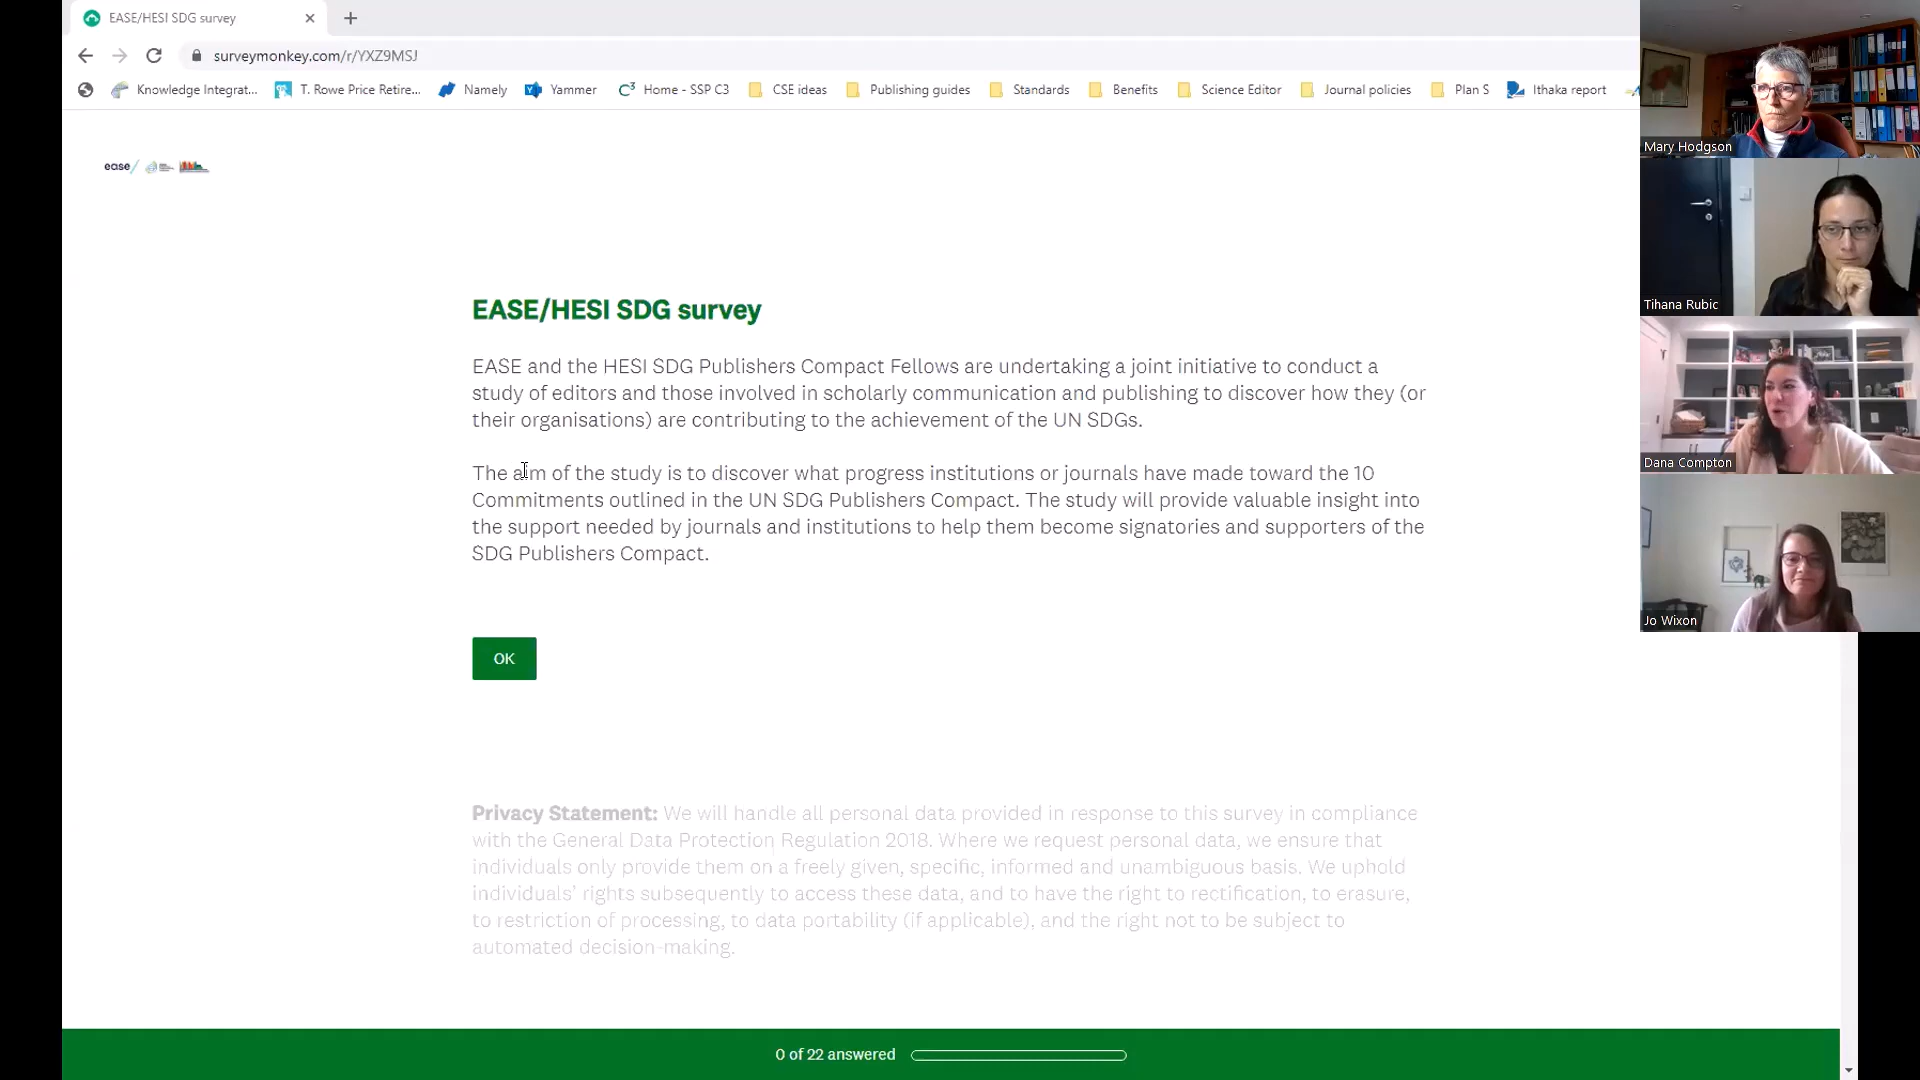 EASE/HESI SDG survey
surveymonkey.com/r/YXZ9MSJ
Knowledge Integrat... T. Rowe Price Retire... Namely Yammer Home - SSP C3 CSE ideas Publishing guides Standards Benefits Science Editor Journal policies Plan S Ithaka report
ease/
EASE/HESI SDG survey
EASE and the HESI SDG Publishers Compact Fellows are undertaking a joint initiative to conduct a
study of editors and those involved in scholarly communication and publishing to discover how they (or
their organisations) are contributing to the achievement of the UN SDGs.
The aim of the study is to discover what progress institutions or journals have made toward the 10
Commitments outlined in the UN SDG Publishers Compact. The study will provide valuable insight into
the support needed by journals and institutions to help them become signatories and supporters of the
SDG Publishers Compact.
OK
Privacy Statement: We will handle all personal data provided in response to this survey in compliance
with the General Data Protection Regulation 2018. Where we request personal data, we ensure that
individuals only provide them on a freely given, specific, informed and unambiguous basis. We uphold
individuals' rights subsequently to access these data, and to have the right to rectification, to erasure,
to restriction of processing, to data portability (if applicable), and the right not to be subject to
automated decision-making.
0 of 22 answered
Mary Hodgson
Tihana Rubic
Dana Compton
Jo Wixon